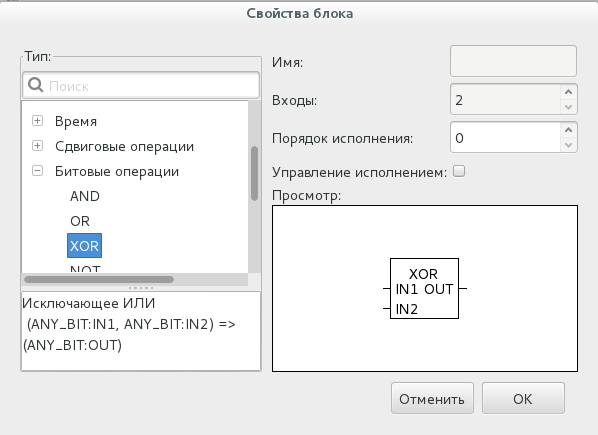 Свойства блока
Тип:
Поиск
Время
Сдвиговые операции
Битовые операции
AND
OR
XOR
NOT
Исключающее ИЛИ
(ANY_BIT:IN1, ANY_BIT:IN2) =>
(ANY_BIT:OUT)
Имя:
Входы:
2
Порядок исполнения:
0
Управление исполнением:
Просмотр:
XOR
IN1 OUT
IN2
Отменить
OK